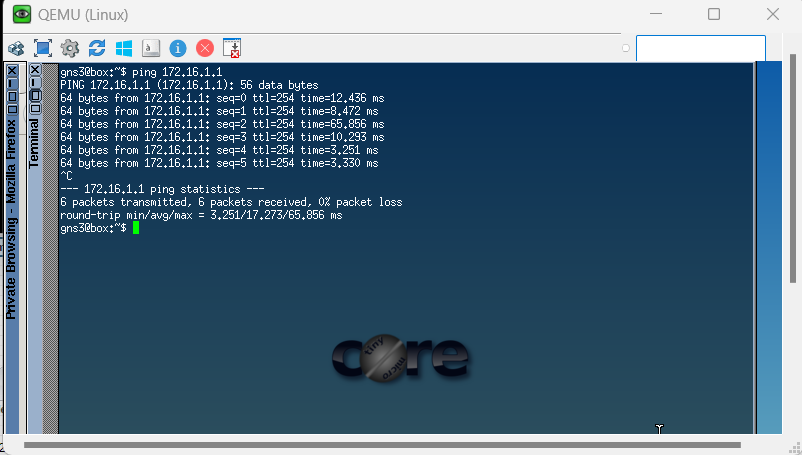 QEMU (Linux)
Private Browsing - Mozilla Firefox
Terminal
gns3@box:~$ ping 172.16.1.1
PING 172.16.1.1 (172.16.1.1): 56 data bytes
64 bytes from 172.16.1.1: seq=0 ttl=254 time=12.436 ms
64 bytes from 172.16.1.1: seq=1 ttl=254 time=8.472 ms
64 bytes from 172.16.1.1: seq=2 ttl=254 time=65.856 ms
64 bytes from 172.16.1.1: seq=3 ttl=254 time=10.293 ms
64 bytes from 172.16.1.1: seq=4 ttl=254 time=3.251 ms
64 bytes from 172.16.1.1: seq=5 ttl=254 time=3.330 ms
^C
--- 172.16.1.1 ping statistics ---
6 packets transmitted, 6 packets received, 0% packet loss
round-trip min/avg/max = 3.251/17.273/65.856 ms
gns3@box:~$
core
tiny
micro